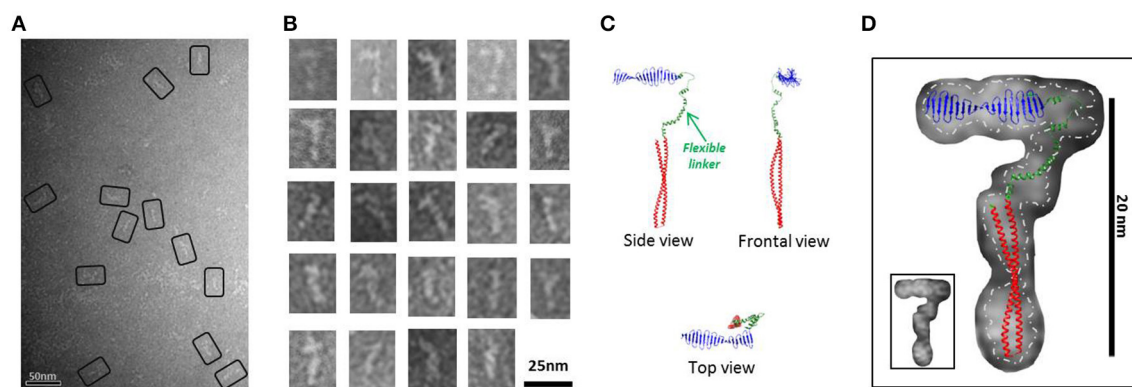 A
B
C
D
50nm
25nm
Flexible
linker
Side view
Frontal view
Top view
20 nm